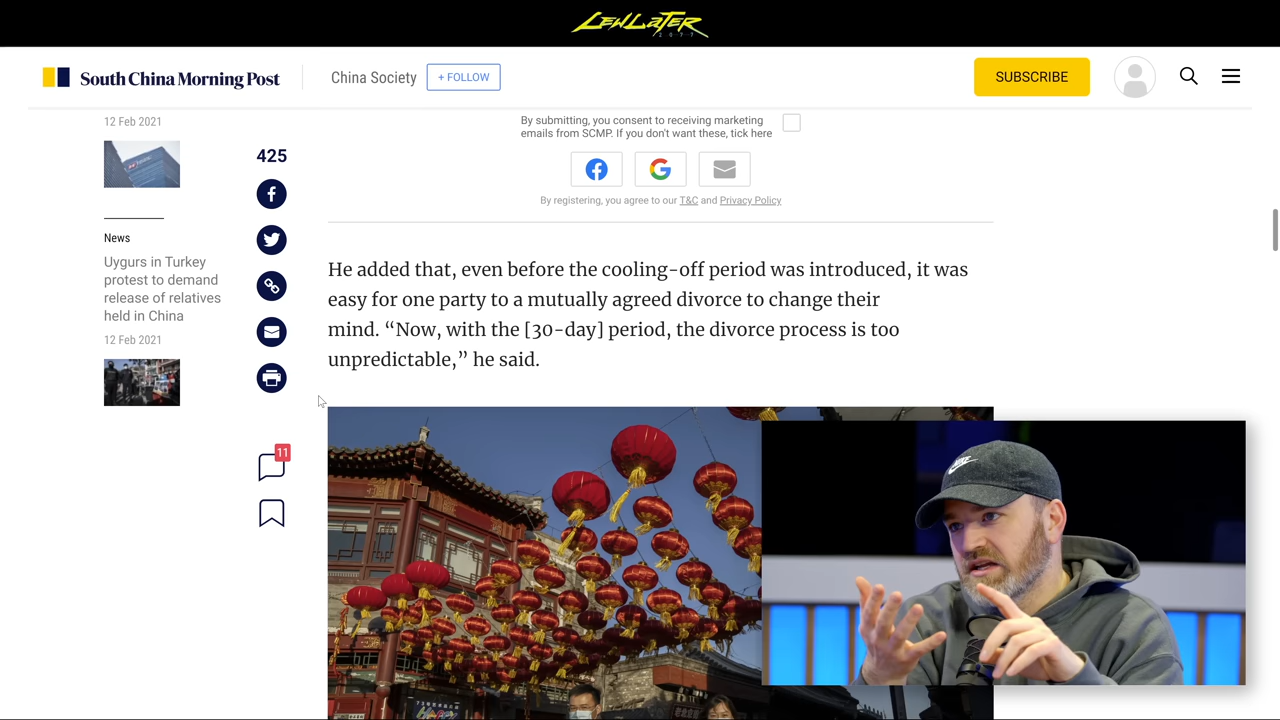 LEWLATER
2077
South China Morning Post
China Society
+ FOLLOW
SUBSCRIBE
12 Feb 2021
News
Uygurs in Turkey
protest to demand
release of relatives
held in China
12 Feb 2021
425
11
By submitting, you consent to receiving marketing
emails from SCMP. If you don't want these, tick here
By registering, you agree to our T&C and Privacy Policy
He added that, even before the cooling-off period was introduced, it was
easy for one party to a mutually agreed divorce to change their
mind. “Now, with the [30-day] period, the divorce process is too
unpredictable,” he said.